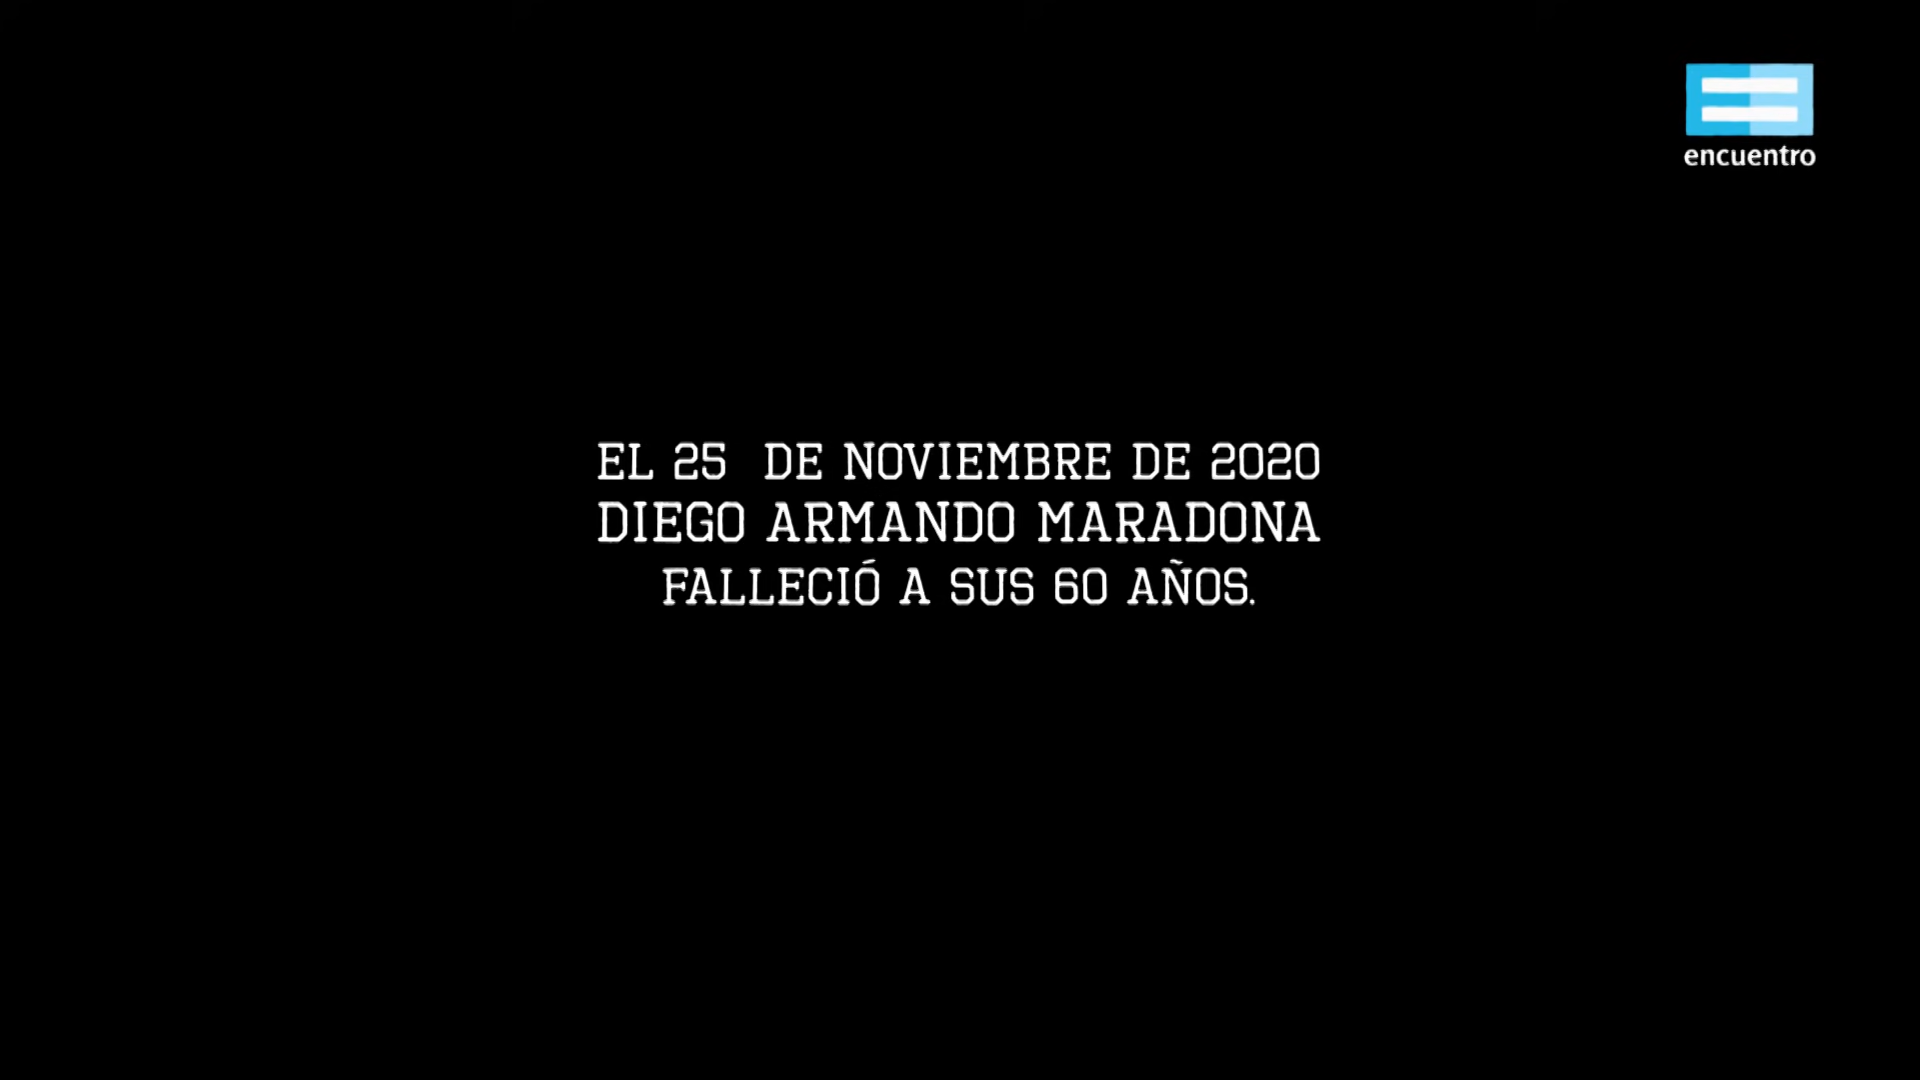 encuentro
EL 25 DE NOVIEMBRE DE 2020
DIEGO ARMANDO MARADONA
FALLECIÓ A SUS 60 AÑOS.